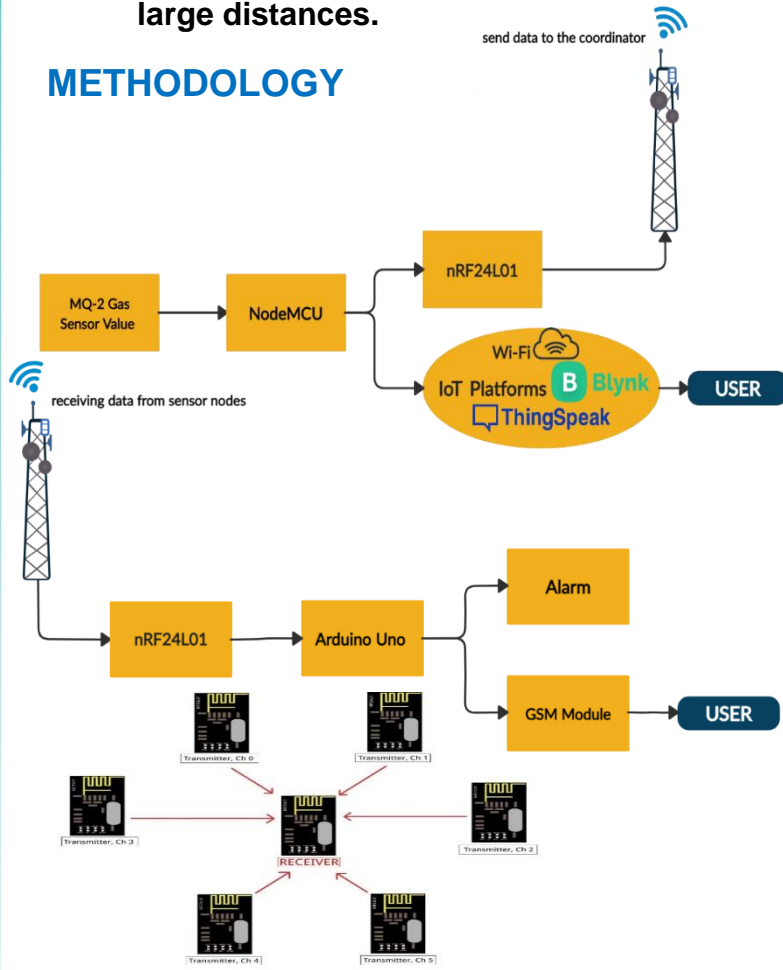 large distances.
send data to the coordinator
METHODOLOGY
nRF24L01
MQ-2 Gas
Sensor Value
NodeMCU
Wi-Fi
IoT Platforms B Blynk
ThingSpeak
USER
receiving data from sensor nodes
Alarm
nRF24L01
Arduino Uno
GSM Module
USER
Transmitter, Ch 0
Transmitter, Ch 1
Transmitter, Ch 3
Transmitter, Ch 2
RECEIVER
Transmitter, Ch 4
Transmitter, Ch 5